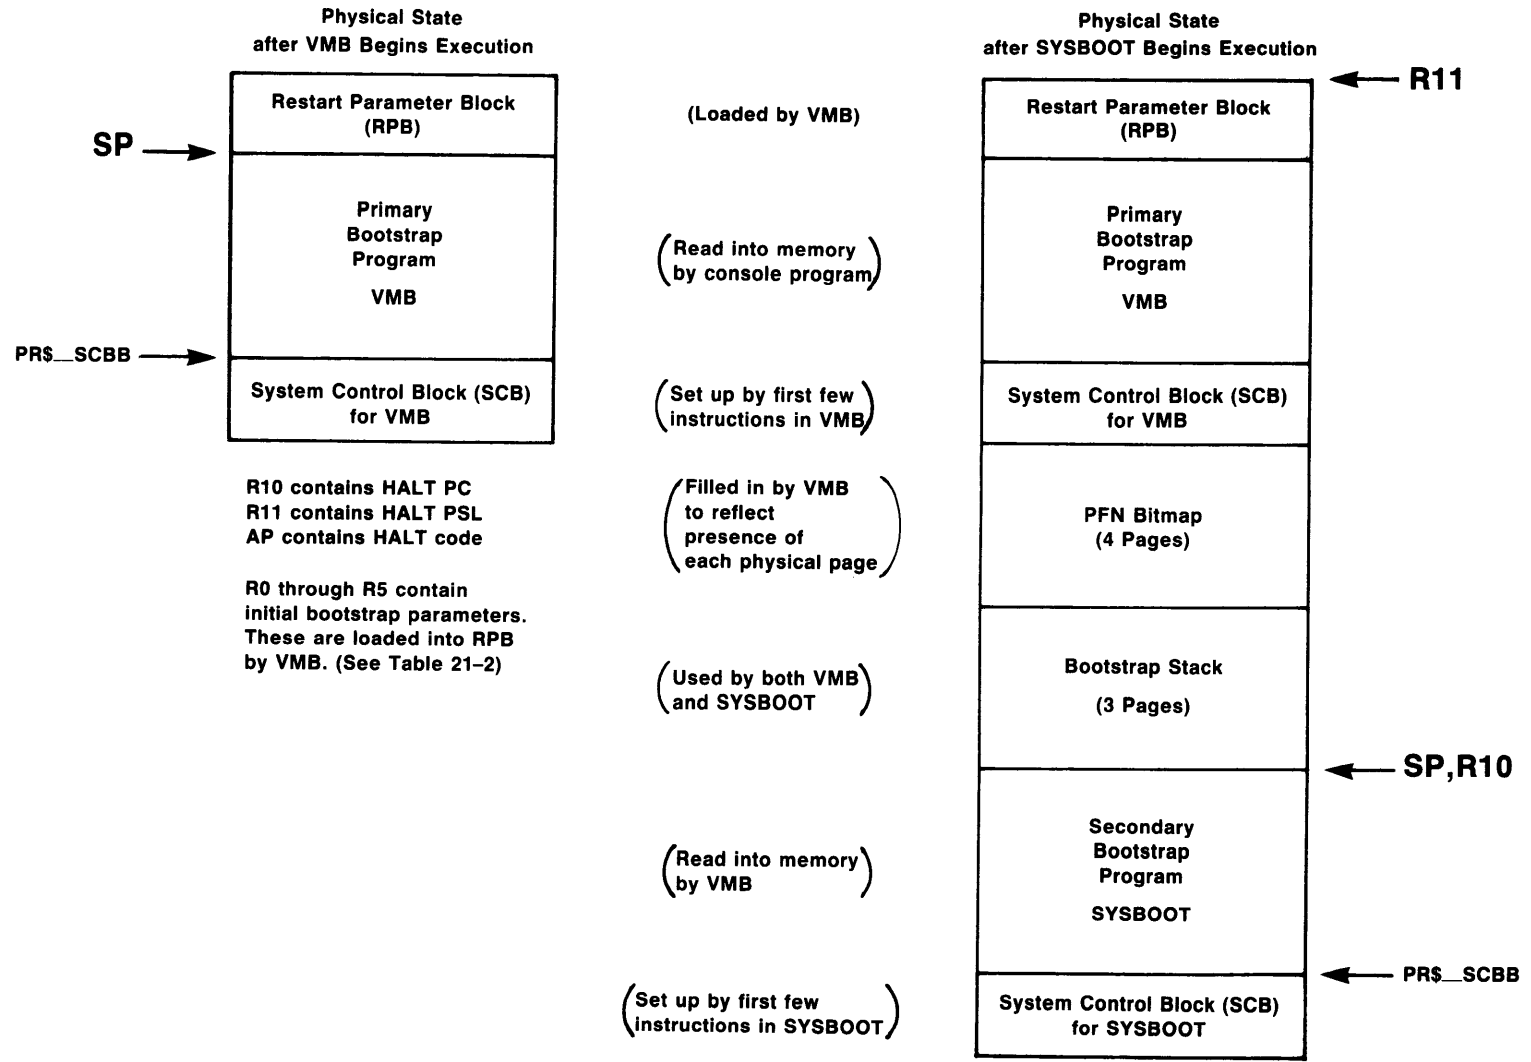 Physical State
after VMB Begins Execution
Restart Parameter Block
(RPB)
SP
Primary
Bootstrap
Program
VMB
PR$__SCBB
System Control Block (SCB)
for VMB
R10 contains HALT PC
R11 contains HALT PSL
AP contains HALT code
R0 through R5 contain
initial bootstrap parameters.
These are loaded into RPB
by VMB. (See Table 21–2)
(Loaded by VMB)
(Read into memory
by console program)
(Set up by first few
instructions in VMB)
(Filled in by VMB
to reflect
presence of
each physical page)
(Used by both VMB
and SYSBOOT)
(Read into memory
by VMB)
(Set up by first few
instructions in SYSBOOT)
Physical State
after SYSBOOT Begins Execution
R11
Restart Parameter Block
(RPB)
Primary
Bootstrap
Program
VMB
System Control Block (SCB)
for VMB
PFN Bitmap
(4 Pages)
Bootstrap Stack
(3 Pages)
SP,R10
Secondary
Bootstrap
Program
SYSBOOT
PR$__SCBB
System Control Block (SCB)
for SYSBOOT